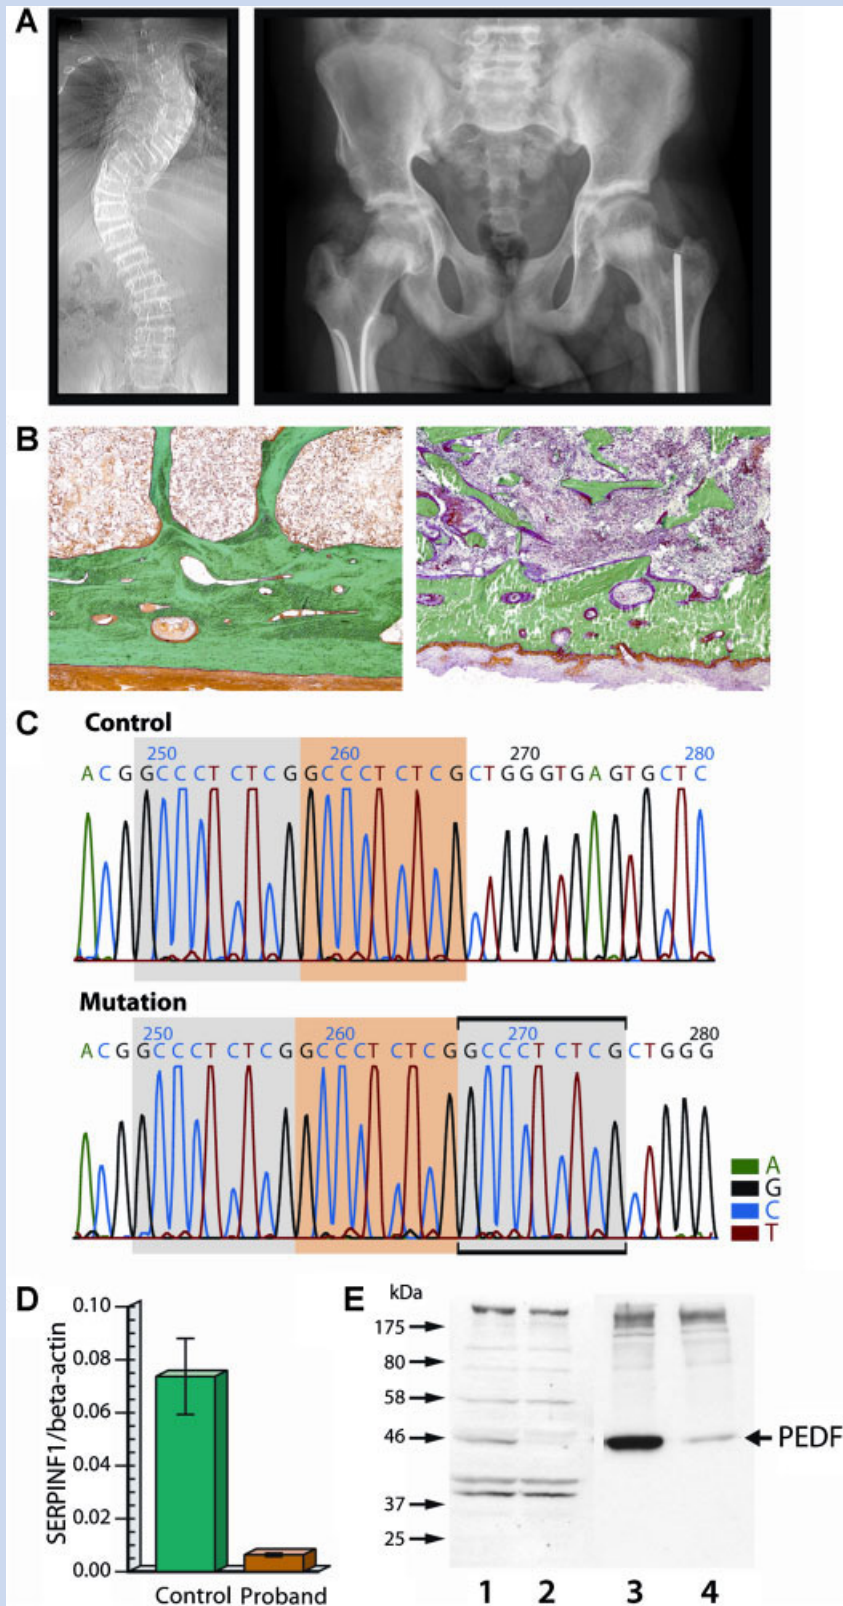 A
B
C
Control
250 260 270 280
ACGGCCCTCTCGGCCCTCTCGCTGGGTGAGTGCTC
Mutation
250 260 270 280
ACGGCCCTCTCGGCCCTCTCGGCCCTCTCGCTGGG
A
G
C
T
D
SERPINF1/beta-actin
0.10
0.08
0.06
0.04
0.02
0.00
Control Proband
E
kDa
175
80
58
46
37
25
PEDF
1 2 3 4